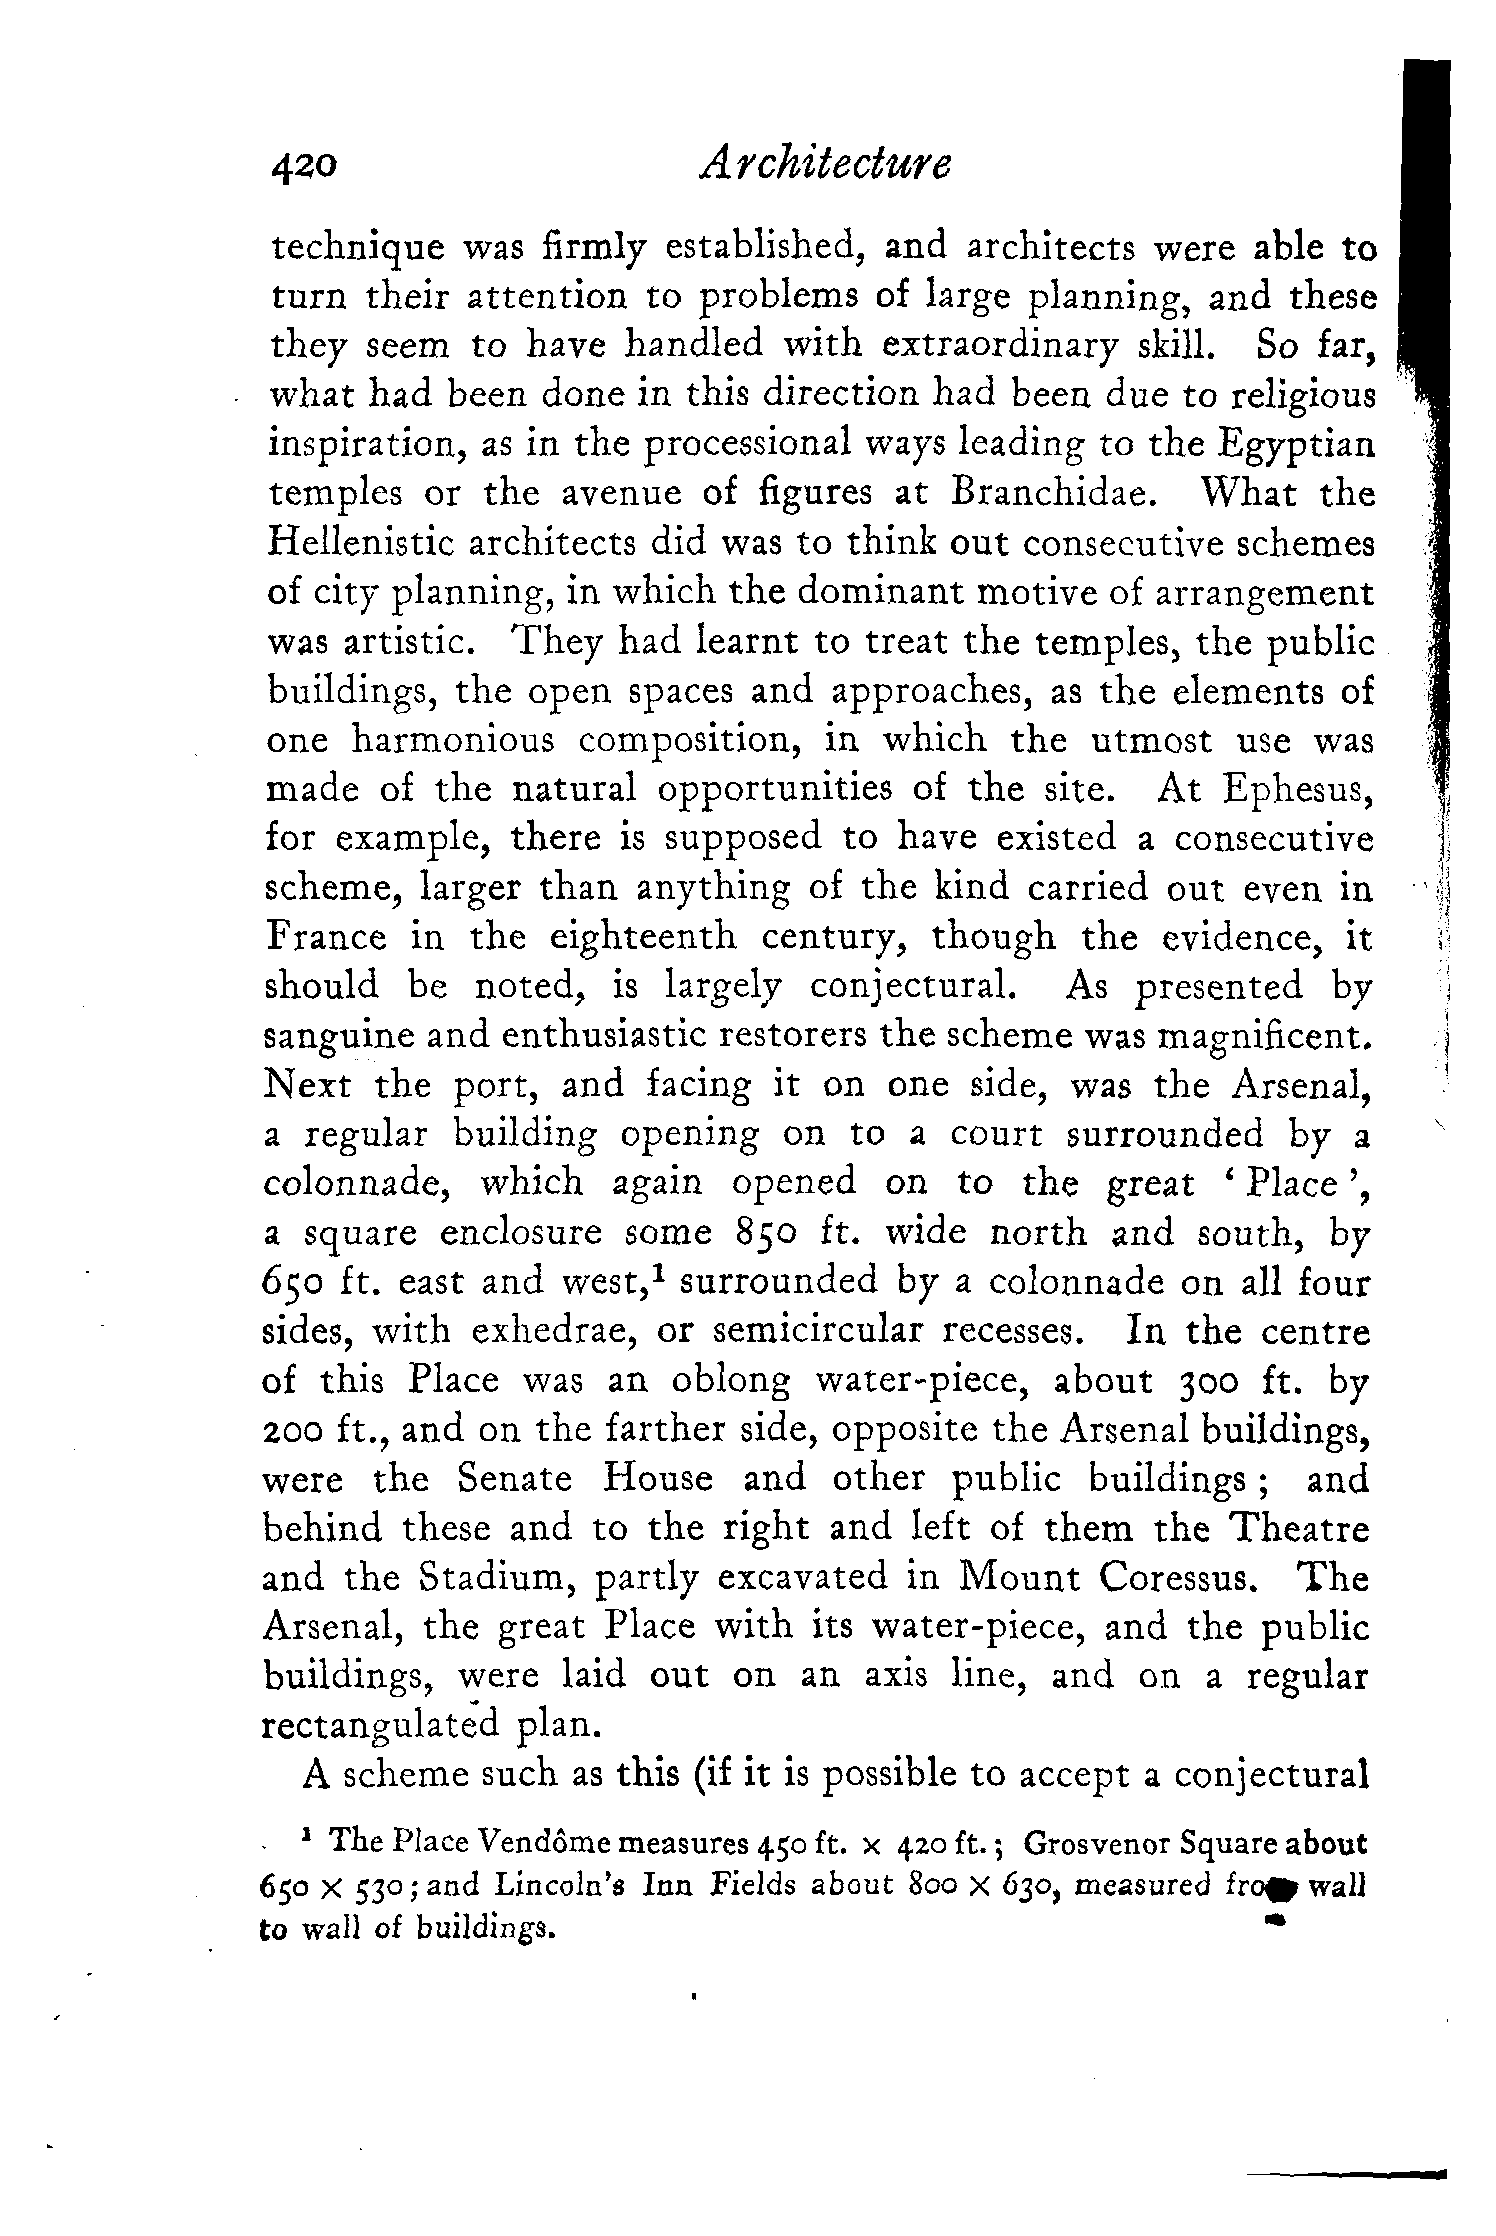 420 Architecture
technique was firmly established, and architects were able to
turn their attention to problems of large planning, and these
they seem to have handled with extraordinary skill. So far,
what had been done in this direction had been due to religious
inspiration, as in the processional ways leading to the Egyptian
temples or the avenue of figures at Branchidae. What the
Hellenistic architects did was to think out consecutive schemes
of city planning, in which the dominant motive of arrangement
was artistic. They had learnt to treat the temples, the public
buildings, the open spaces and approaches, as the elements of
one harmonious composition, in which the utmost use was
made of the natural opportunities of the site. At Ephesus,
for example, there is supposed to have existed a consecutive
scheme, larger than anything of the kind carried out even in
France in the eighteenth century, though the evidence, it
should be noted, is largely conjectural. As presented by
sanguine and enthusiastic restorers the scheme was magnificent.
Next the port, and facing it on one side, was the Arsenal,
a regular building opening on to a court surrounded by a
colonnade, which again opened on to the great ‘ Place ’,
a square enclosure some 850 ft. wide north and south, by
650 ft. east and west,¹ surrounded by a colonnade on all four
sides, with exhedrae, or semicircular recesses. In the centre
of this Place was an oblong water-piece, about 300 ft. by
200 ft., and on the farther side, opposite the Arsenal buildings,
were the Senate House and other public buildings ; and
behind these and to the right and left of them the Theatre
and the Stadium, partly excavated in Mount Coressus. The
Arsenal, the great Place with its water-piece, and the public
buildings, were laid out on an axis line, and on a regular
rectangulated plan.
A scheme such as this (if it is possible to accept a conjectural
¹ The Place Vendôme measures 450 ft. × 420 ft. ; Grosvenor Square about
650 × 530 ; and Lincoln's Inn Fields about 800 × 630, measured from wall
to wall of buildings.